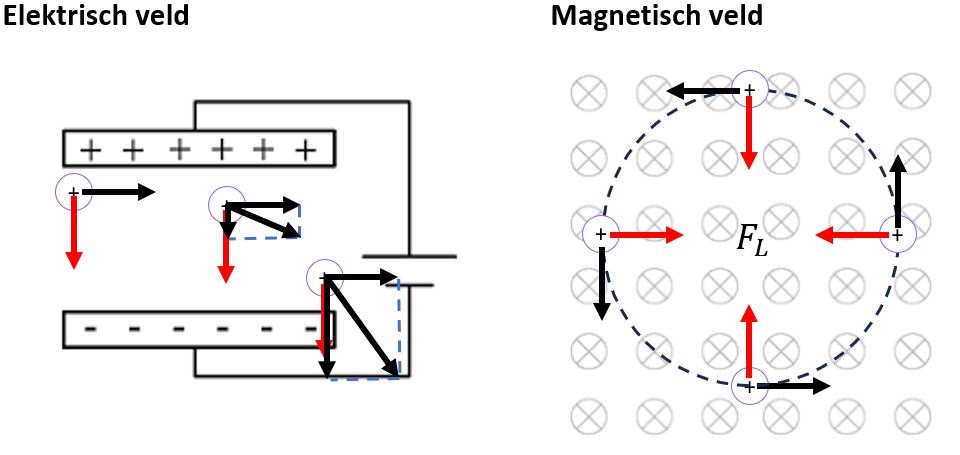 Elektrisch veld
Magnetisch veld
+ + + + + +
+
+
+
- - - - - -
+
+
+
+
F_L